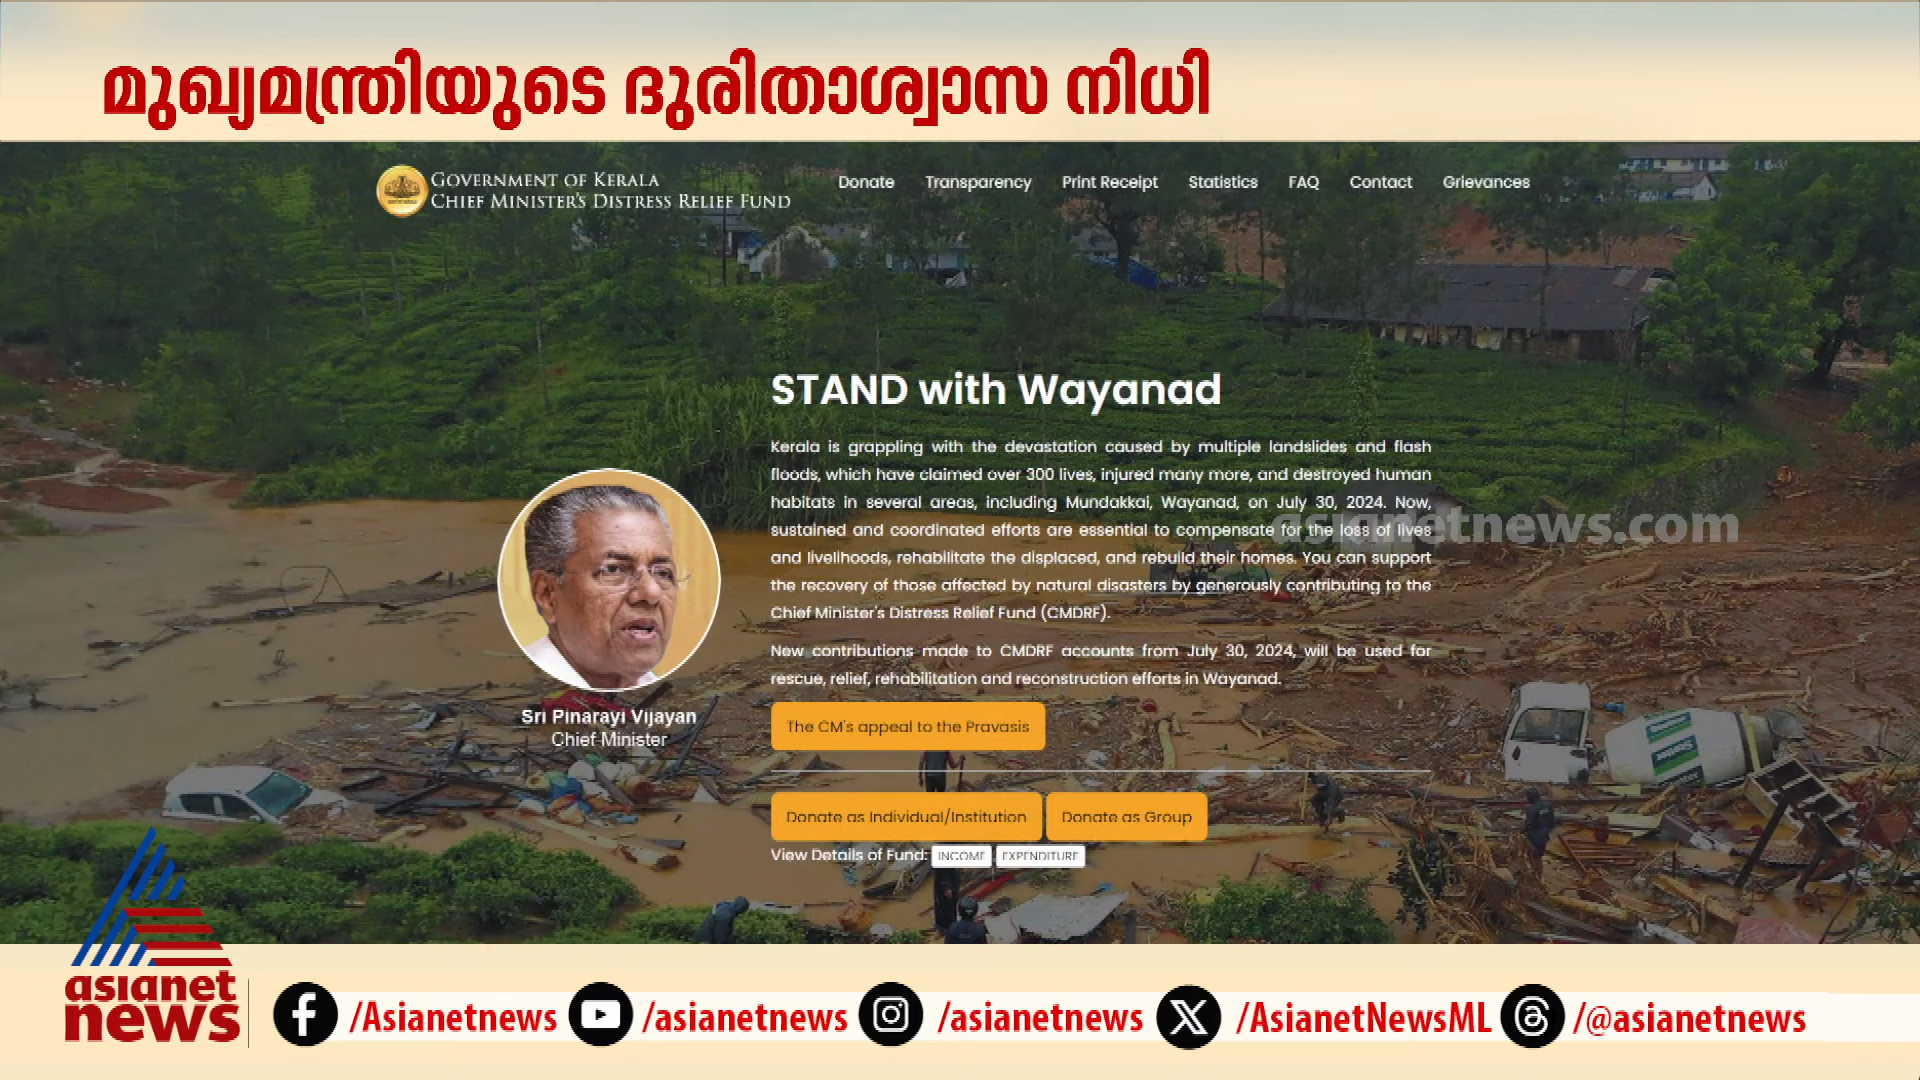 മുഖ്യമന്ത്രിയുടെ ദുരിതാശ്വാസ നിധി
GOVERNMENT OF KERALA
CHIEF MINISTER'S DISTRESS RELIEF FUND
Donate Transparency Print Receipt Statistics FAQ Contact Grievances
STAND with Wayanad
Kerala is grappling with the devastation caused by multiple landslides and flash
floods, which have claimed over 300 lives, injured many more, and destroyed human
habitats in several areas, including Mundakkai, Wayanad, on July 30, 2024. Now,
sustained and coordinated efforts are essential to compensate for the loss of lives
and livelihoods, rehabilitate the displaced, and rebuild their homes. You can support
the recovery of those affected by natural disasters by generously contributing to the
Chief Minister's Distress Relief Fund (CMDRF).
New contributions made to CMDRF accounts from July 30, 2024, will be used for
rescue, relief, rehabilitation and reconstruction efforts in Wayanad.
asianetnews.com
Sri Pinarayi Vijayan
Chief Minister
The CM's appeal to the Pravasis
Donate as Individual/Institution Donate as Group
View Details of Fund: INCOME EXPENDITURE
asianet
news
/Asianetnews /asianetnews /asianetnews /AsianetNewsML /@asianetnews